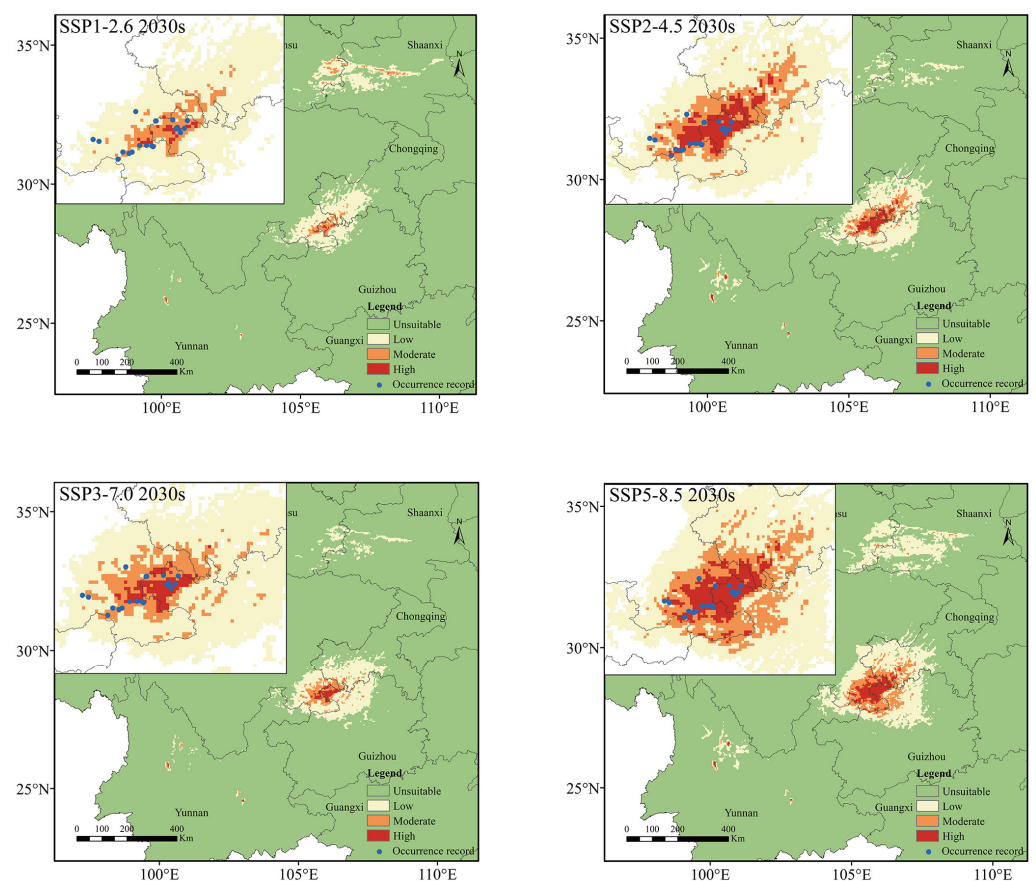 SSP1-2.6 2030s
35°N
nsu
Shaanxi
N
Chongqing
30°N
Guizhou
Legend
Unsuitable
25°N
Yunnan
Guangxi
Low
Moderate
0 100 200 400
Km
High
Occurrence record
100°E
105°E
110°E
SSP2-4.5 2030s
35°N
nsu
Shaanxi
N
Chongqing
30°N
Guizhou
Legend
Unsuitable
25°N
Yunnan
Guangxi
Low
Moderate
0 100 200 400
Km
High
Occurrence record
100°E
105°E
110°E
SSP3-7.0 2030s
35°N
nsu
Shaanxi
N
Chongqing
30°N
Guizhou
Legend
Unsuitable
25°N
Yunnan
Guangxi
Low
Moderate
0 100 200 400
Km
High
Occurrence record
100°E
105°E
110°E
SSP5-8.5 2030s
35°N
nsu
Shaanxi
N
Chongqing
30°N
Guizhou
Legend
Unsuitable
25°N
Yunnan
Guangxi
Low
Moderate
0 100 200 400
Km
High
Occurrence record
100°E
105°E
110°E